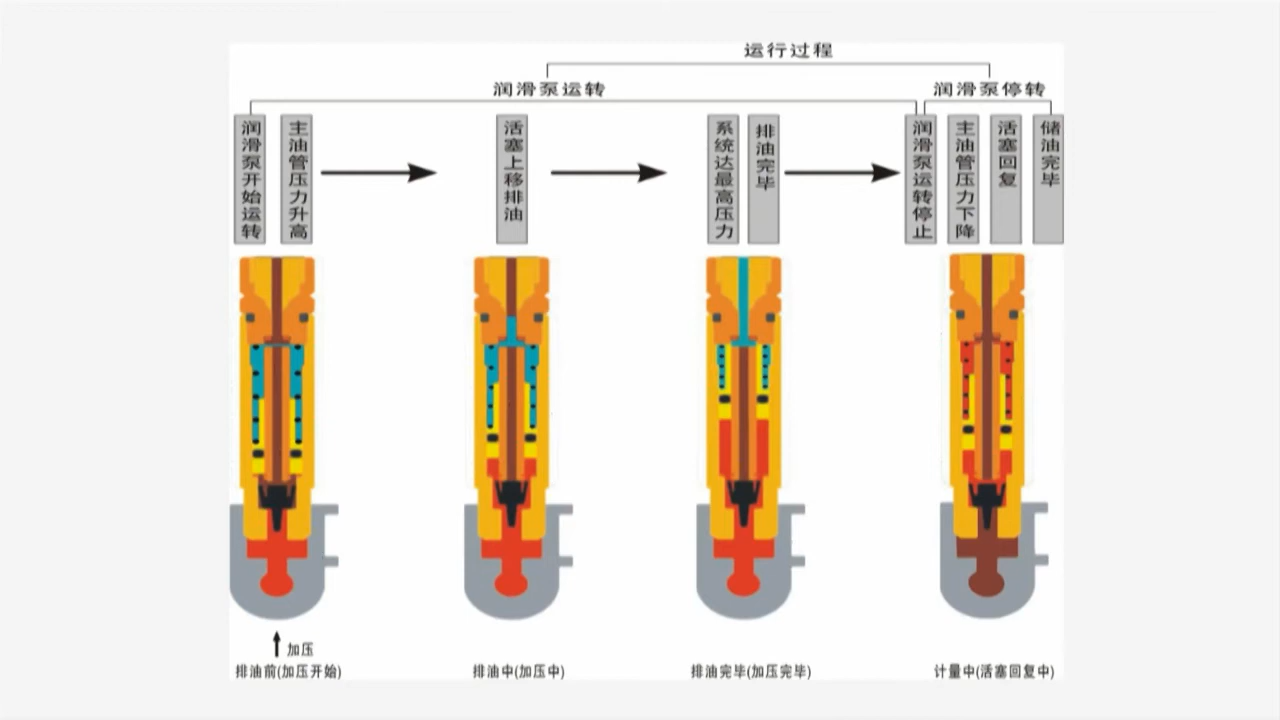 运行过程
润滑泵运转
润滑泵停转
润滑泵开始运转
主油管压力升高
活塞上移排油
系统达最高压力
排油完毕
润滑泵运转停止
主油管压力下降
活塞回复
储油完毕
加压
排油前(加压开始)
排油中(加压中)
排油完毕(加压完毕)
计量中(活塞回复中)